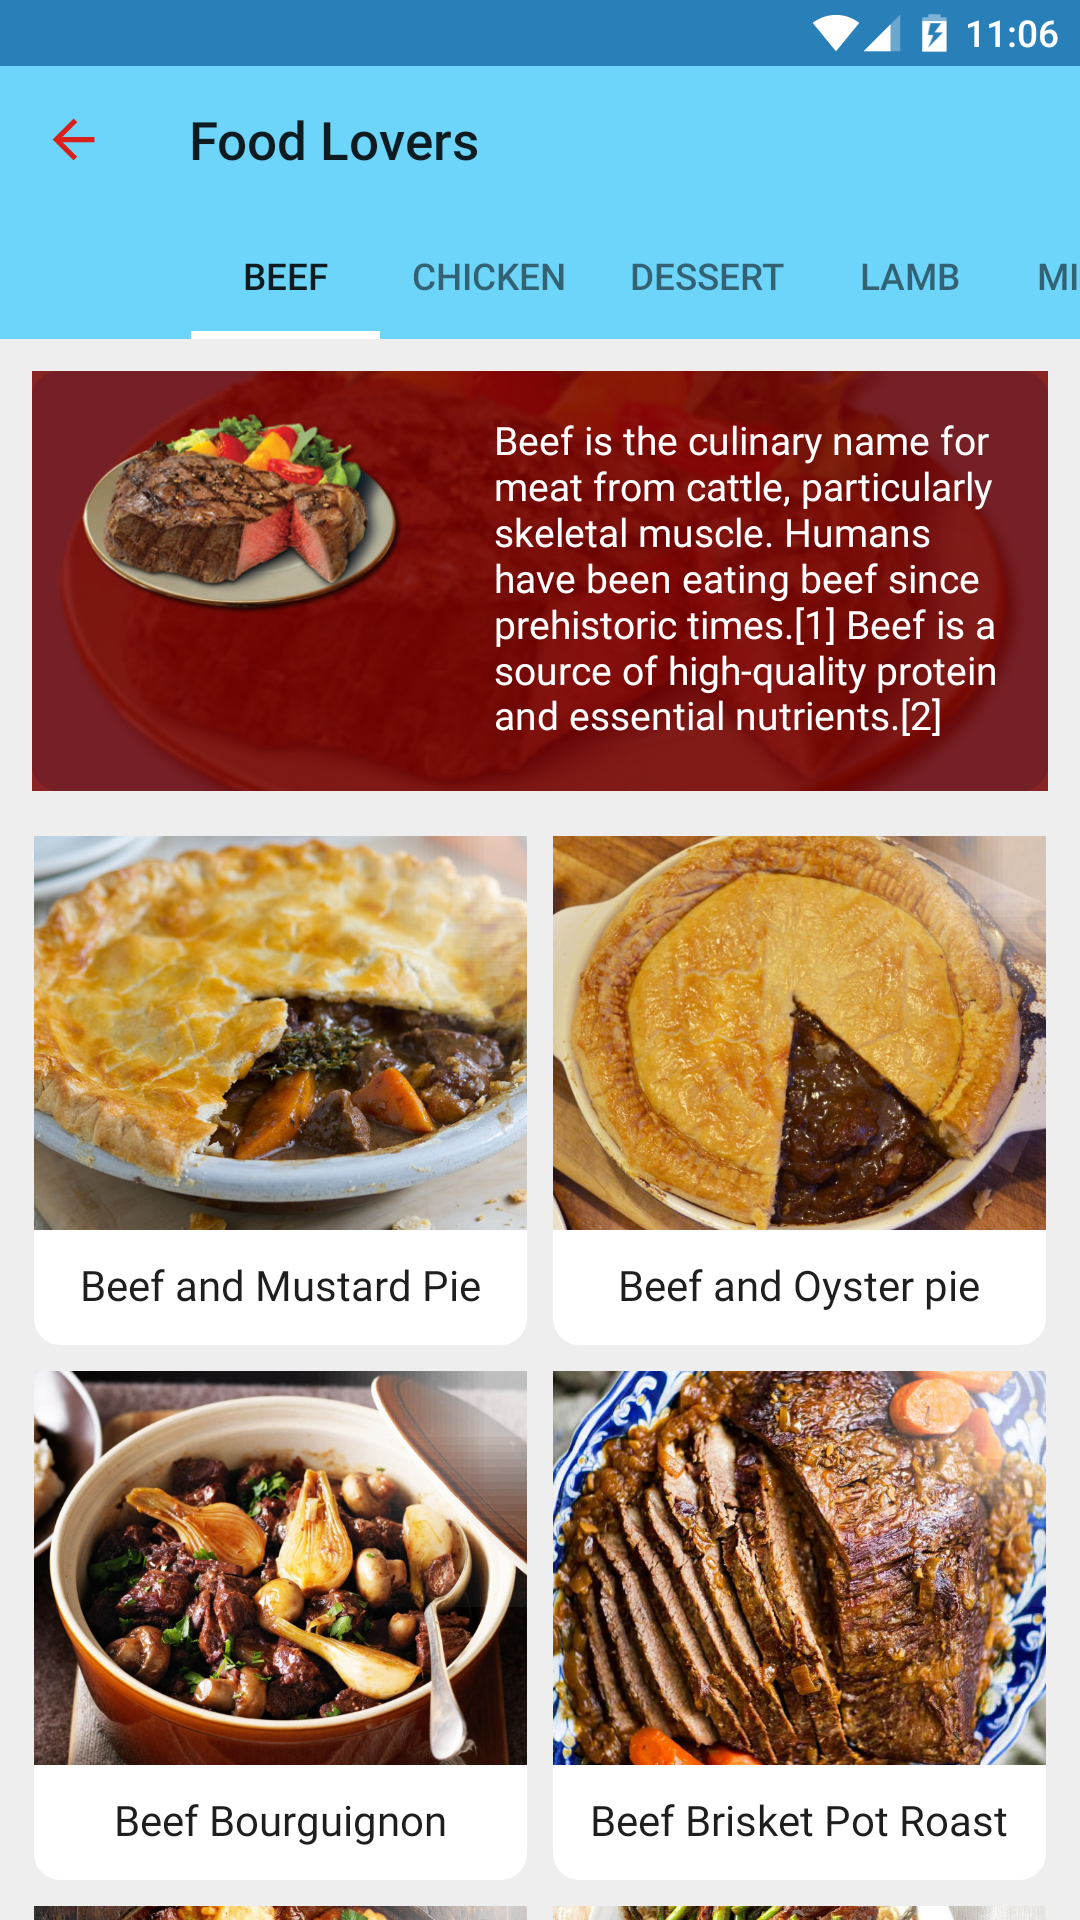 11:06
Food Lovers
BEEF CHICKEN DESSERT LAMB MI
Beef is the culinary name for
meat from cattle, particularly
skeletal muscle. Humans
have been eating beef since
prehistoric times.[1] Beef is a
source of high-quality protein
and essential nutrients.[2]
Beef and Mustard Pie
Beef and Oyster pie
Beef Bourguignon
Beef Brisket Pot Roast